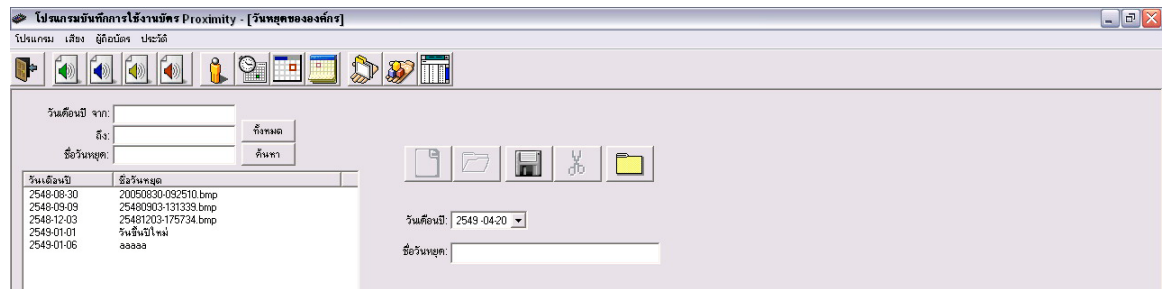 โปรแกรมบันทึกการใช้งานบัตร Proximity - [วันหยุดขององค์กร]
โปรแกรม เสียง ผู้ถือบัตร ประวัติ
วันเดือนปี จาก:
ถึง:
ทั้งหมด
ชื่อวันหยุด:
ค้นหา
วันเดือนปี ชื่อวันหยุด
2548-08-30 20050830-092510.bmp
2548-09-09 25480903-131339.bmp
2548-12-03 25481203-175734.bmp
2549-01-01 วันขึ้นปีใหม่
2549-01-06 aaaaa
วันเดือนปี: 2549 -04-20
ชื่อวันหยุด: